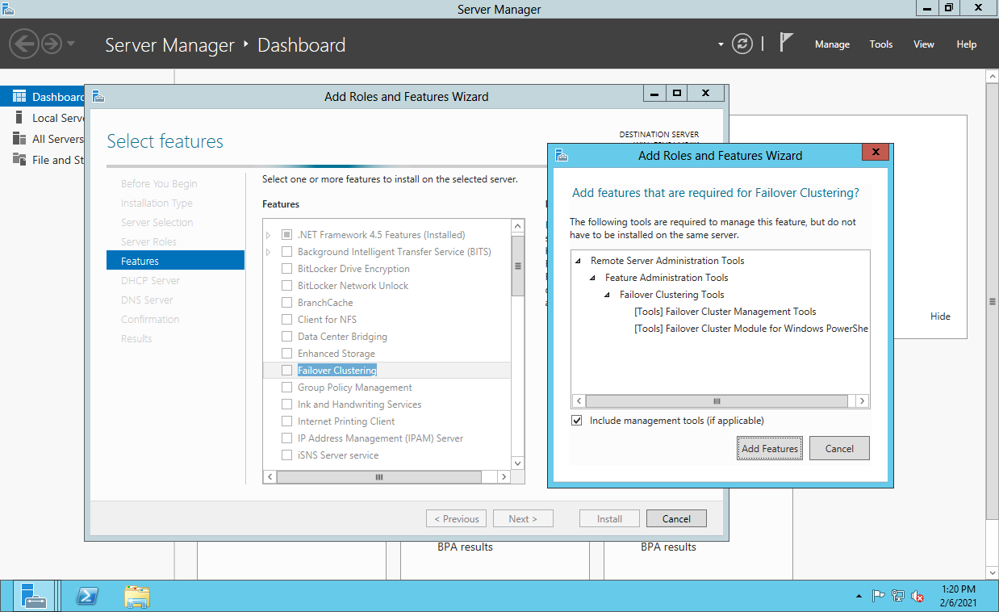 Server Manager
Server Manager
Dashboard
Manage
Tools
View
Help
Dashboard
Local Serve
All Servers
File and St
Add Roles and Features Wizard
Select features
DESTINATION SERVER
Before You Begin
Installation Type
Server Selection
Server Roles
Features
DHCP Server
DNS Server
Confirmation
Results
Select one or more features to install on the selected server.
Features
.NET Framework 4.5 Features (Installed)
Background Intelligent Transfer Service (BITS)
BitLocker Drive Encryption
BitLocker Network Unlock
BranchCache
Client for NFS
Data Center Bridging
Enhanced Storage
Failover Clustering
Group Policy Management
Ink and Handwriting Services
Internet Printing Client
IP Address Management (IPAM) Server
iSNS Server service
< Previous
Next >
Install
Cancel
Add Roles and Features Wizard
Add features that are required for Failover Clustering?
The following tools are required to manage this feature, but do not
have to be installed on the same server.
Remote Server Administration Tools
Feature Administration Tools
Failover Clustering Tools
[Tools] Failover Cluster Management Tools
[Tools] Failover Cluster Module for Windows PowerShe
Include management tools (if applicable)
Add Features
Cancel
Hide
BPA results
BPA results
1:20 PM
2/6/2021